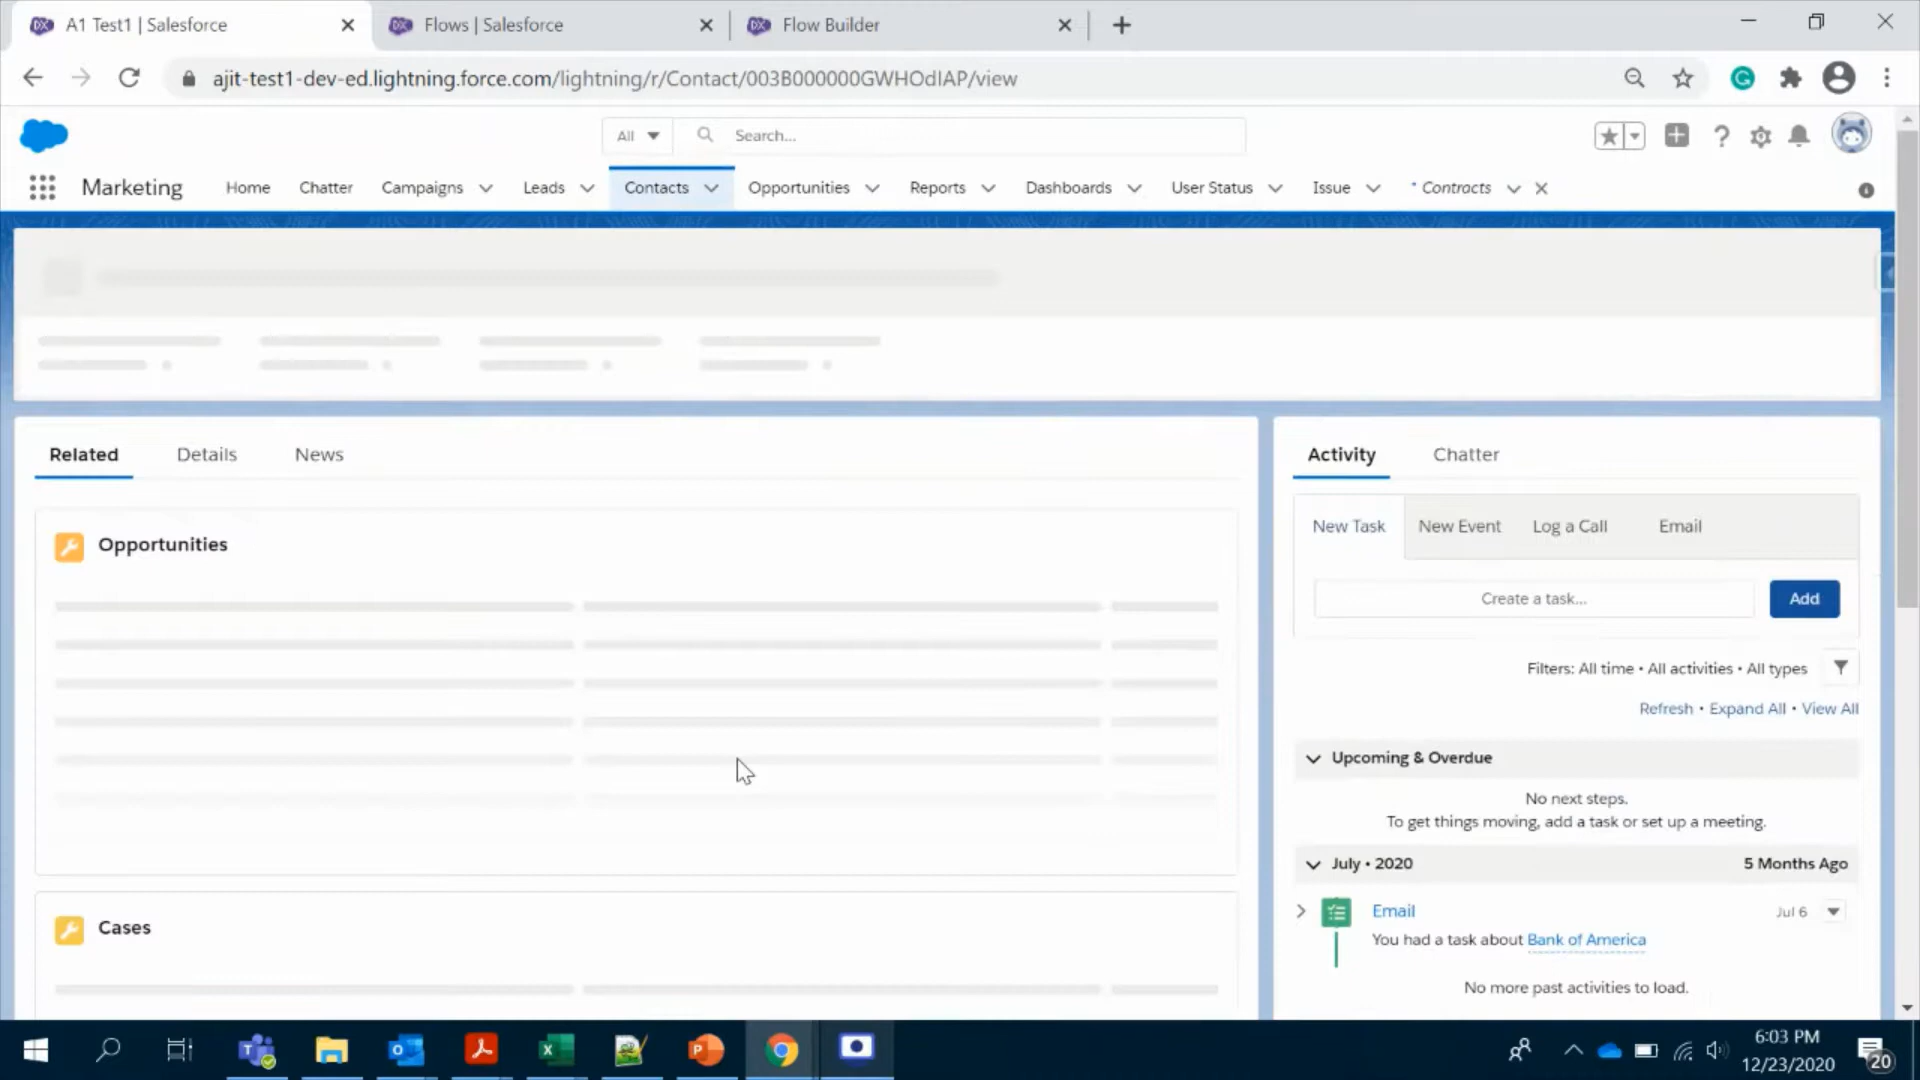 A1 Test1 | Salesforce
Flows | Salesforce
Flow Builder
ajit-test1-dev-ed.lightning.force.com/lightning/r/Contact/003B000000GWHOdIAP/view
All
Search...
Marketing
Home
Chatter
Campaigns
Leads
Contacts
Opportunities
Reports
Dashboards
User Status
Issue
* Contracts
Related
Details
News
Opportunities
Cases
Activity
Chatter
New Task
New Event
Log a Call
Email
Create a task...
Add
Filters: All time • All activities • All types
Refresh • Expand All • View All
Upcoming & Overdue
No next steps.
To get things moving, add a task or set up a meeting.
July • 2020
5 Months Ago
Email
Jul 6
You had a task about Bank of America
No more past activities to load.
6:03 PM
12/23/2020
20